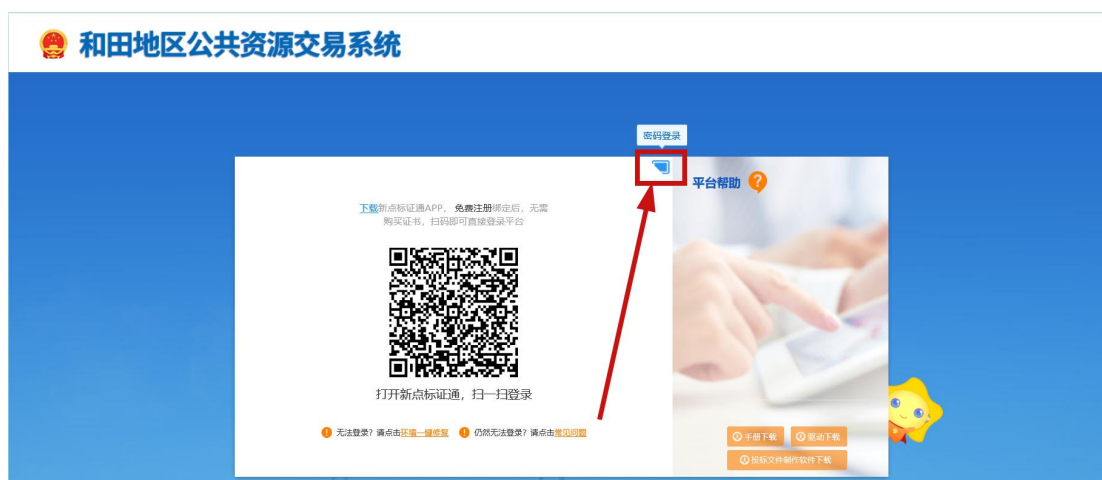 和田地区公共资源交易系统
密码登录
平台帮助
下载新点标证通APP, 免费注册绑定后, 无需
购买证书, 扫码即可直接登录平台
打开新点标证通, 扫一扫登录
无法登录? 请点击环境一键修复 仍然无法登录? 请点击常见问题
手册下载 驱动下载
投标文件制作软件下载